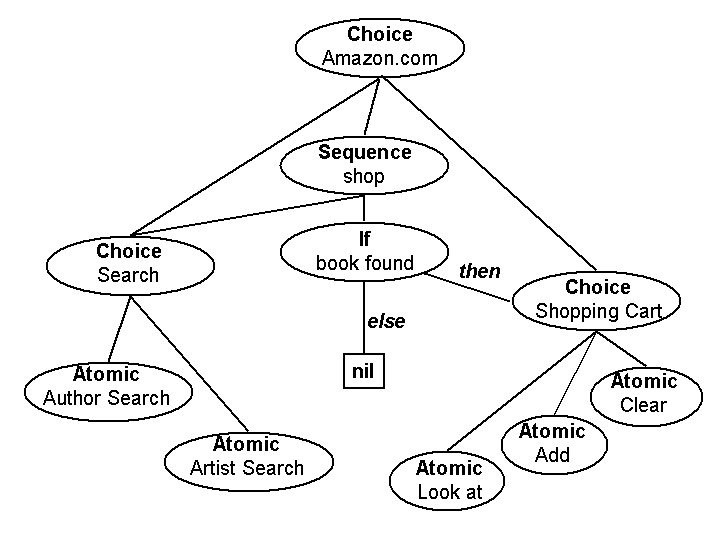 Choice
Amazon.com
Sequence
shop
If
book found
Choice
Search
then
Choice
Shopping Cart
else
nil
Atomic
Author Search
Atomic
Clear
Atomic
Add
Atomic
Artist Search
Atomic
Look at